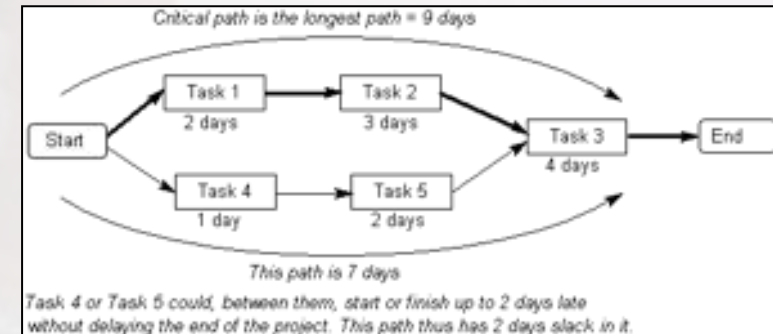 Critical path is the longest path = 9 days
Task 1
Task 2
2 days
3 days
Start
Task 3
End
4 days
Task 4
Task 5
1 day
2 days
This path is 7 days
Task 4 or Task 5 could, between them, start or finish up to 2 days late
without delaying the end of the project. This path thus has 2 days slack in it.